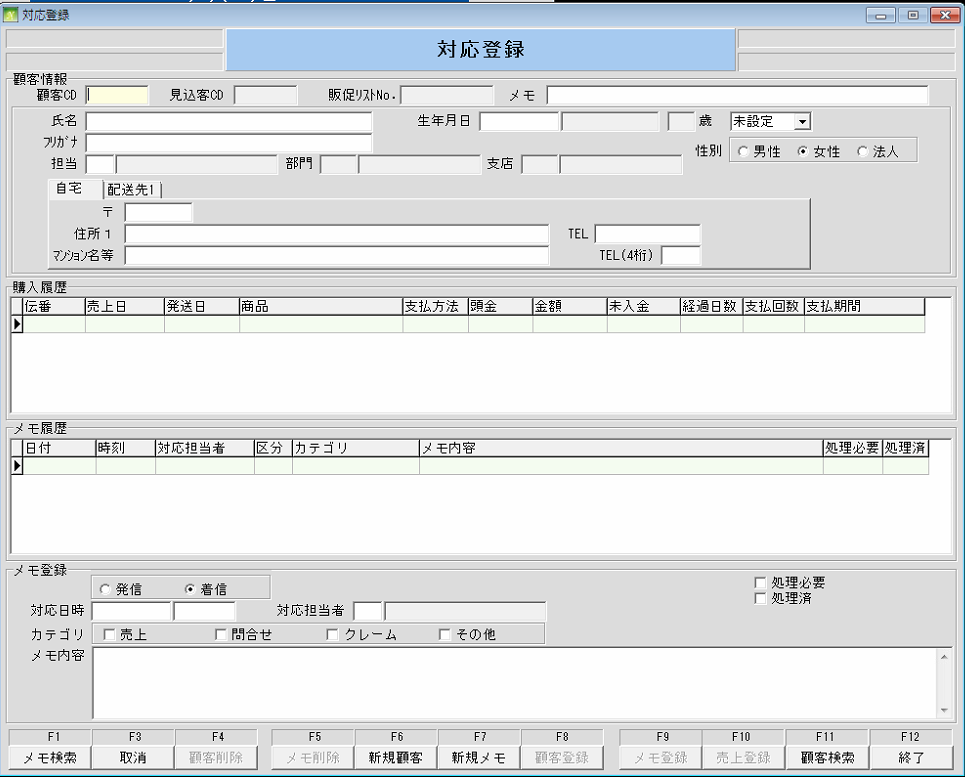 対応登録
対応登録
顧客情報
顧客CD 見込客CD 販促ﾘｽﾄNo. メモ
氏名 生年月日 歳 未設定
ﾌﾘｶﾞﾅ
担当 部門 支店 性別 男性 女性 法人
自宅 配送先1
〒
住所1 TEL
ﾏﾝｼｮﾝ名等 TEL(4桁)
購入履歴
伝番 売上日 発送日 商品 支払方法 頭金 金額 未入金 経過日数 支払回数 支払期間
メモ履歴
日付 時刻 対応担当者 区分 カテゴリ メモ内容 処理必要 処理済
メモ登録
発信 着信 処理必要
処理済
対応日時 対応担当者
カテゴリ 売上 問合せ クレーム その他
メモ内容
F1 F3 F4 F5 F6 F7 F8 F9 F10 F11 F12
メモ検索 取消 顧客削除 メモ削除 新規顧客 新規メモ 顧客登録 メモ登録 売上登録 顧客検索 終了